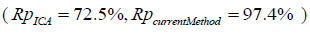 ( Rp_ICA = 72.5%, Rp_currentMethod = 97.4% )